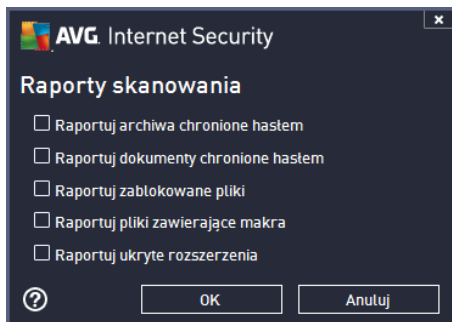 AVG. Internet Security
Raporty skanowania
Raportuj archiwa chronione hasłem
Raportuj dokumenty chronione hasłem
Raportuj zablokowane pliki
Raportuj pliki zawierające makra
Raportuj ukryte rozszerzenia
? OK Anuluj